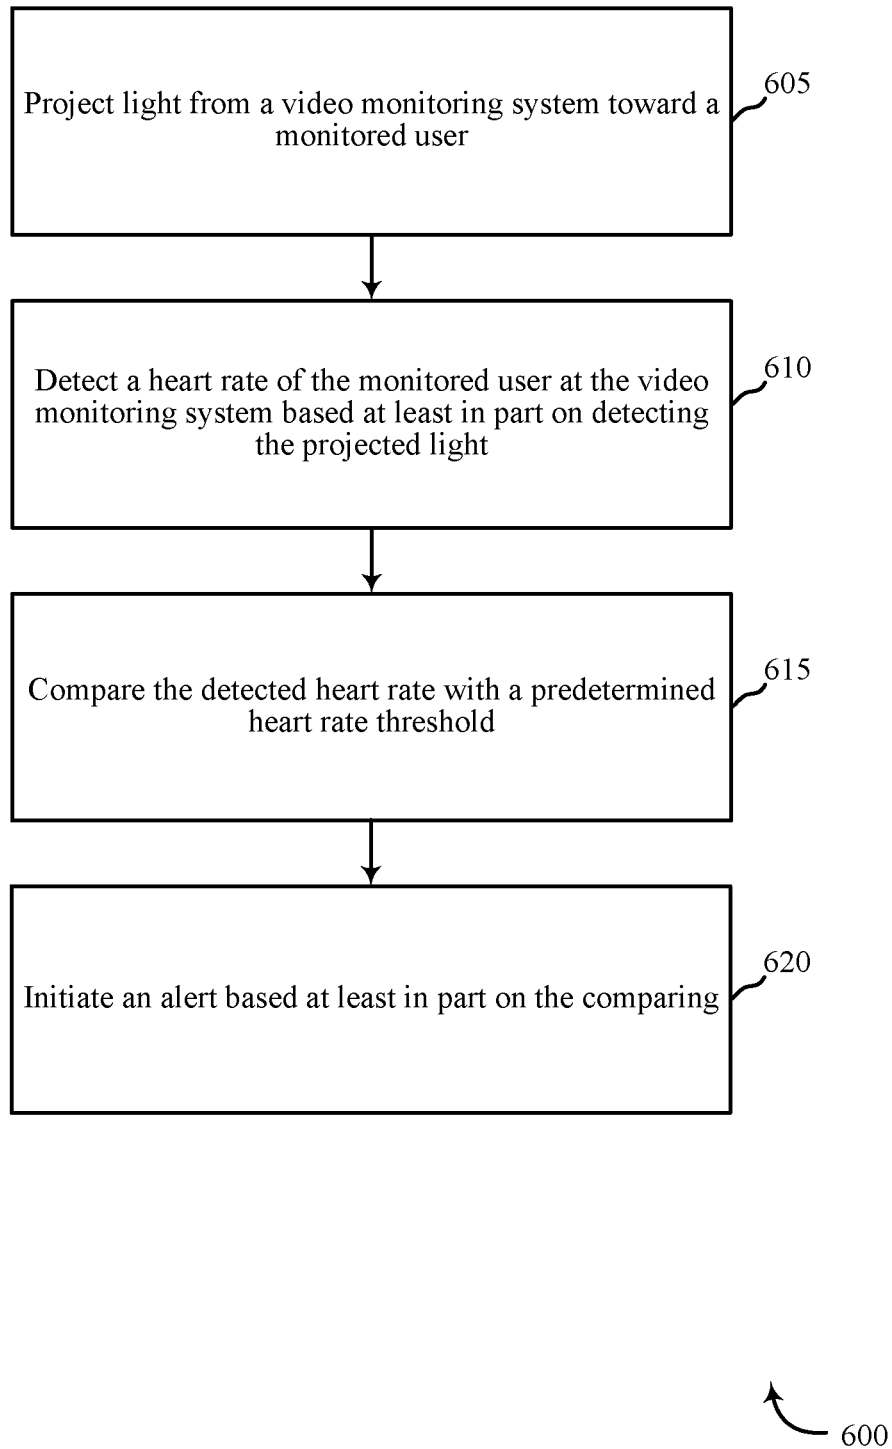 Project light from a video monitoring system toward a
monitored user
605
Detect a heart rate of the monitored user at the video
monitoring system based at least in part on detecting
the projected light
610
Compare the detected heart rate with a predetermined
heart rate threshold
615
Initiate an alert based at least in part on the comparing
620
600